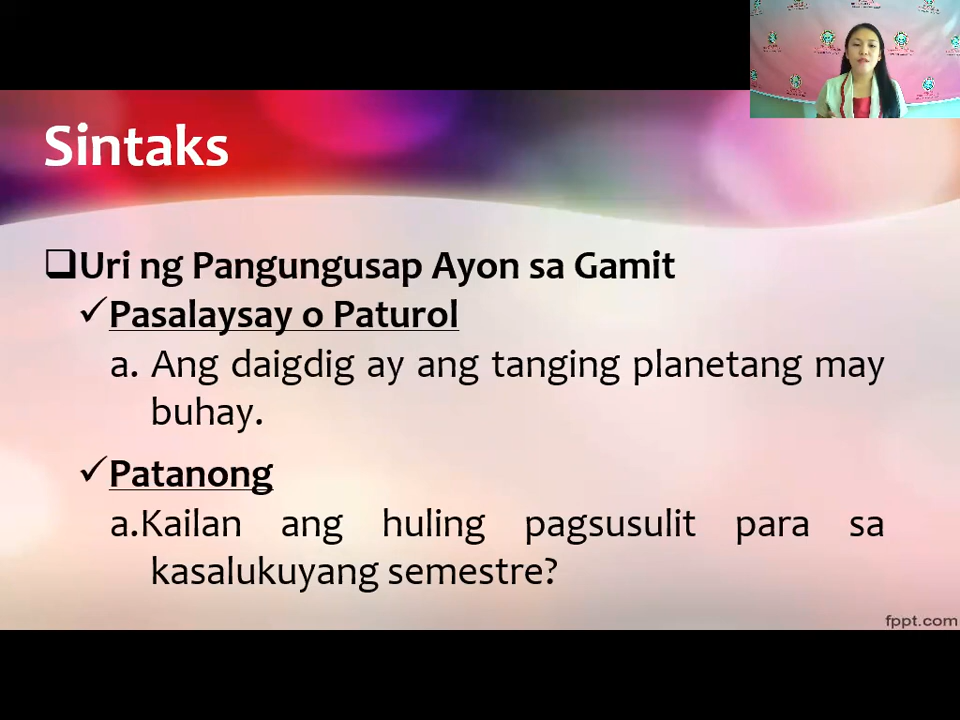 Sintaks
Uri ng Pangungusap Ayon sa Gamit
Pasalaysay o Paturol
a. Ang daigdig ay ang tanging planetang may
buhay.
Patanong
a.Kailan ang huling pagsusulit para sa
kasalukuyang semestre?
fppt.com